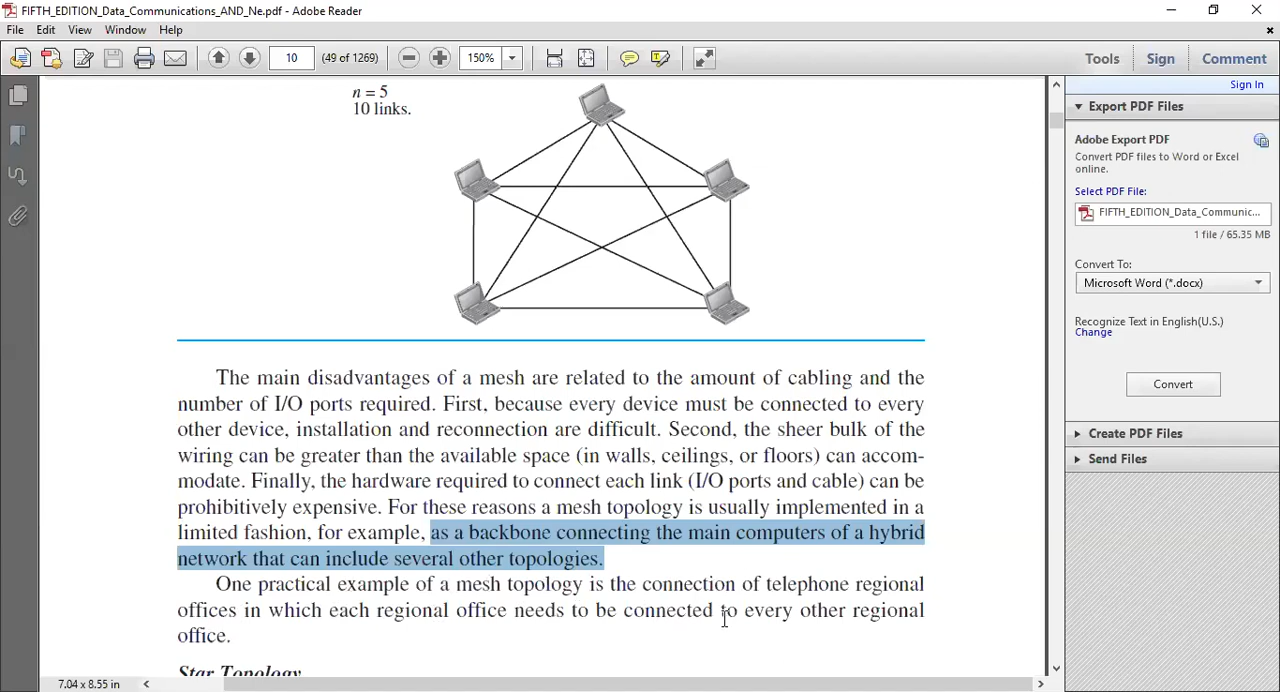 FIFTH_EDITION_Data_Communications_AND_Ne.pdf - Adobe Reader
File Edit View Window Help
10 (49 of 1269) 150% Tools Sign Comment
Sign In
n = 5
10 links.
The main disadvantages of a mesh are related to the amount of cabling and the
number of I/O ports required. First, because every device must be connected to every
other device, installation and reconnection are difficult. Second, the sheer bulk of the
wiring can be greater than the available space (in walls, ceilings, or floors) can accom-
modate. Finally, the hardware required to connect each link (I/O ports and cable) can be
prohibitively expensive. For these reasons a mesh topology is usually implemented in a
limited fashion, for example, as a backbone connecting the main computers of a hybrid
network that can include several other topologies.
One practical example of a mesh topology is the connection of telephone regional
offices in which each regional office needs to be connected to every other regional
office.
Star Topology
7.04 x 8.55 in
Export PDF Files
Adobe Export PDF
Convert PDF files to Word or Excel
online.
Select PDF File:
FIFTH_EDITION_Data_Communic...
1 file / 65.35 MB
Convert To:
Microsoft Word (*.docx)
Recognize Text in English(U.S.)
Change
Convert
Create PDF Files
Send Files